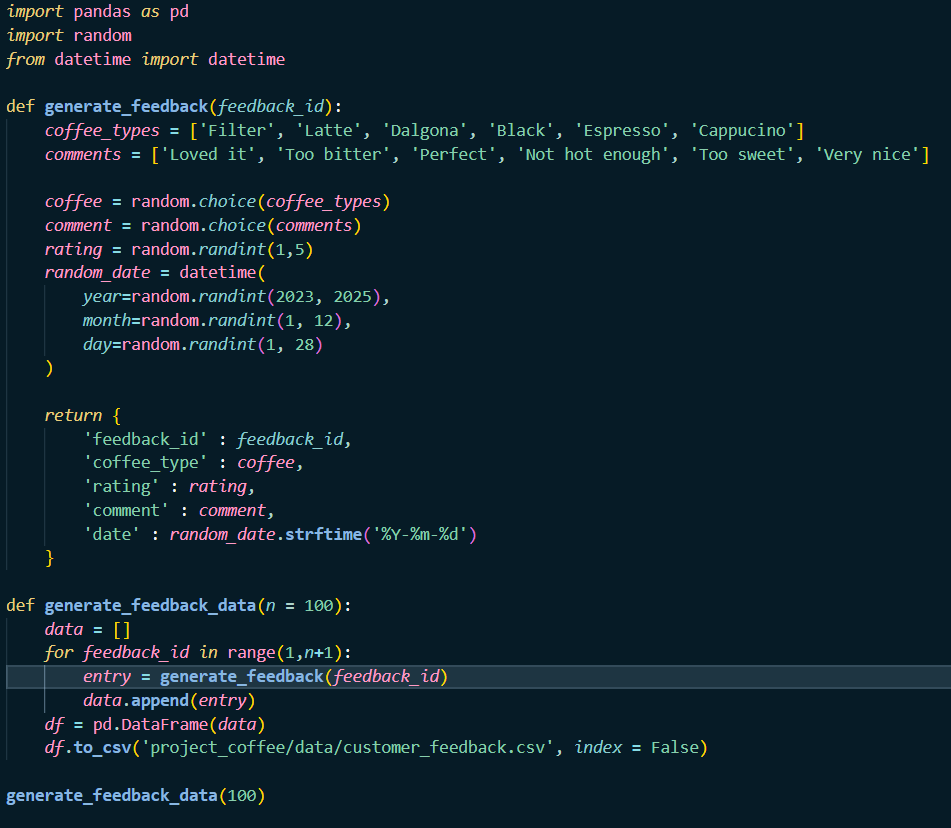 import pandas as pd
import random
from datetime import datetime

def generate_feedback(feedback_id):
    coffee_types = ['Filter', 'Latte', 'Dalgona', 'Black', 'Espresso', 'Cappucino']
    comments = ['Loved it', 'Too bitter', 'Perfect', 'Not hot enough', 'Too sweet', 'Very nice']

    coffee = random.choice(coffee_types)
    comment = random.choice(comments)
    rating = random.randint(1,5)
    random_date = datetime(
        year=random.randint(2023, 2025),
        month=random.randint(1, 12),
        day=random.randint(1, 28)
    )

    return {
        'feedback_id' : feedback_id,
        'coffee_type' : coffee,
        'rating' : rating,
        'comment' : comment,
        'date' : random_date.strftime('%Y-%m-%d')
    }

def generate_feedback_data(n = 100):
    data = []
    for feedback_id in range(1,n+1):
        entry = generate_feedback(feedback_id)
        data.append(entry)
    df = pd.DataFrame(data)
    df.to_csv('project_coffee/data/customer_feedback.csv', index = False)

generate_feedback_data(100)